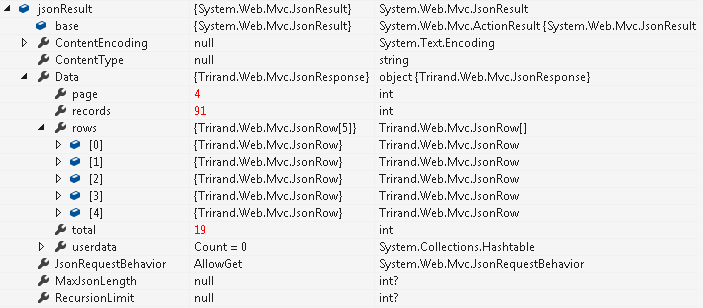 jsonResult {System.Web.Mvc.JsonResult} System.Web.Mvc.JsonResult
base {System.Web.Mvc.JsonResult} System.Web.Mvc.ActionResult {System.Web.Mvc.JsonResult
ContentEncoding null System.Text.Encoding
ContentType null string
Data {Trirand.Web.Mvc.JsonResponse} object {Trirand.Web.Mvc.JsonResponse}
page 4 int
records 91 int
rows {Trirand.Web.Mvc.JsonRow[5]} Trirand.Web.Mvc.JsonRow[]
[0] {Trirand.Web.Mvc.JsonRow} Trirand.Web.Mvc.JsonRow
[1] {Trirand.Web.Mvc.JsonRow} Trirand.Web.Mvc.JsonRow
[2] {Trirand.Web.Mvc.JsonRow} Trirand.Web.Mvc.JsonRow
[3] {Trirand.Web.Mvc.JsonRow} Trirand.Web.Mvc.JsonRow
[4] {Trirand.Web.Mvc.JsonRow} Trirand.Web.Mvc.JsonRow
total 19 int
userdata Count = 0 System.Collections.Hashtable
JsonRequestBehavior AllowGet System.Web.Mvc.JsonRequestBehavior
MaxJsonLength null int?
RecursionLimit null int?